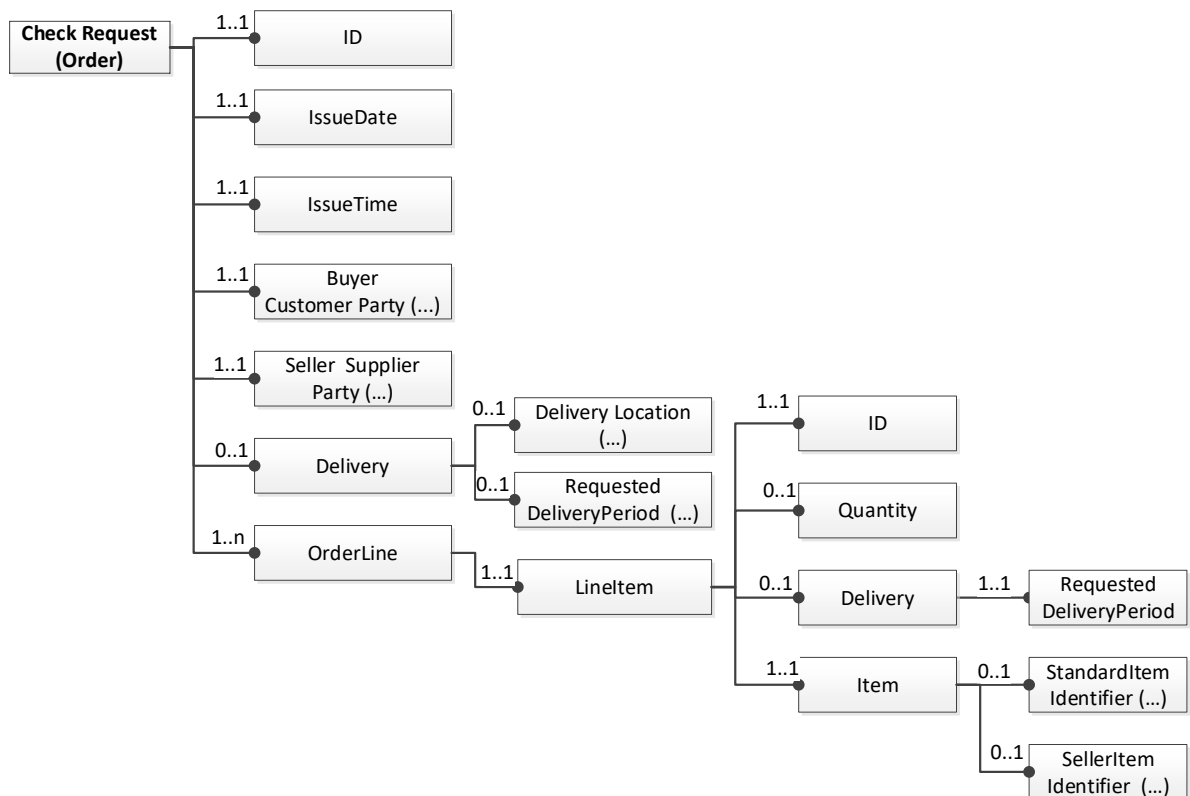 Check Request
(Order)
1..1
ID
1..1
IssueDate
1..1
IssueTime
1..1
Buyer
Customer Party (...)
1..1
Seller Supplier
Party (...)
0..1
Delivery
0..1
Delivery Location
(...)
0..1
Requested
DeliveryPeriod (...)
1..n
OrderLine
1..1
LineItem
1..1
ID
0..1
Quantity
0..1
Delivery
1..1
Requested
DeliveryPeriod
1..1
Item
0..1
StandardItem
Identifier (...)
0..1
SellerItem
Identifier (...)